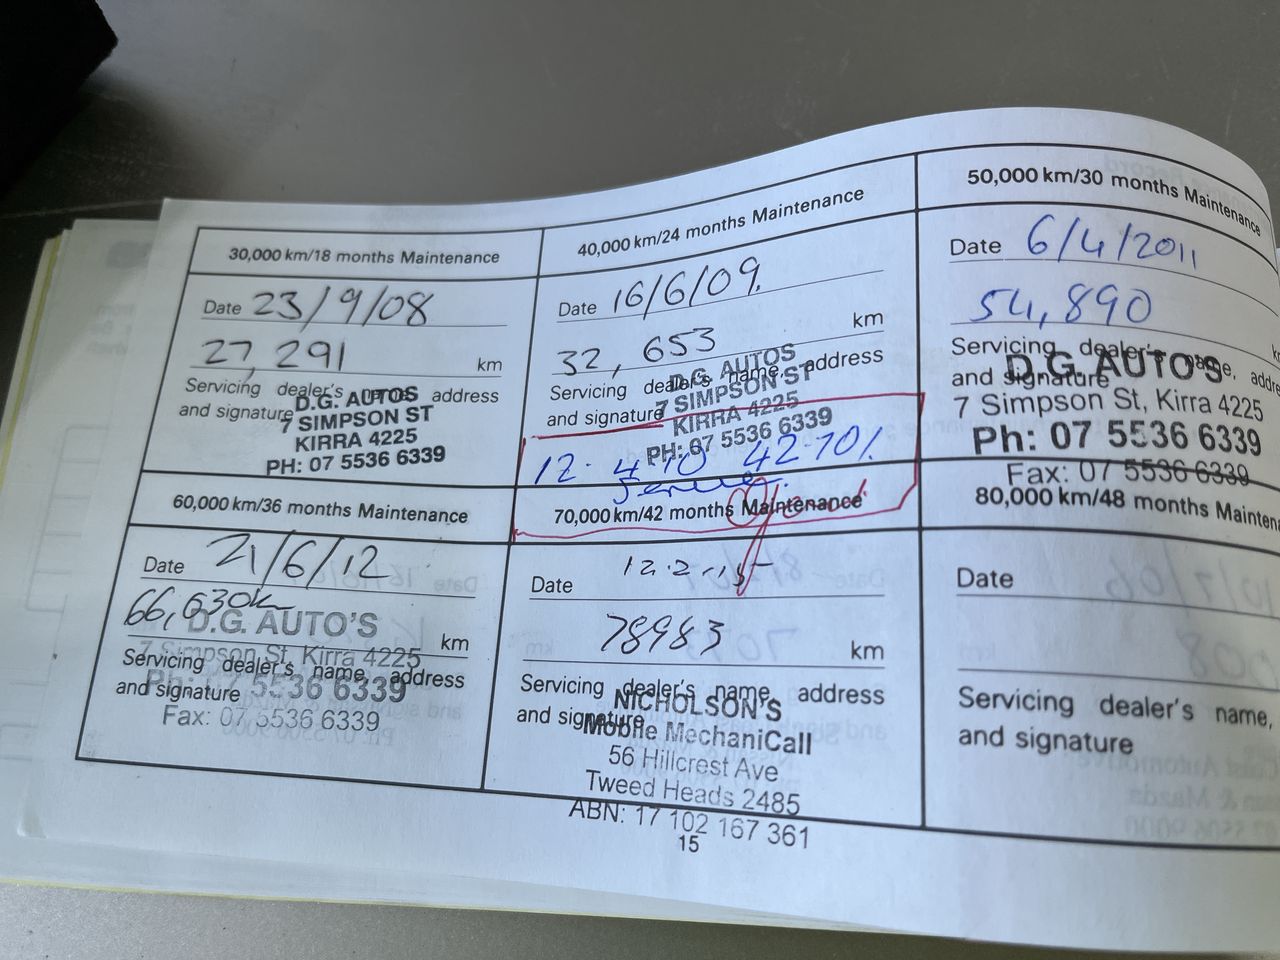 30,000 km/18 months Maintenance
Date 23/9/08
27,291 km
Servicing dealer's name, address
and signature
D.G. AUTOS
7 SIMPSON ST
KIRRA 4225
PH: 07 5536 6339
40,000 km/24 months Maintenance
Date 16/6/09.
32,653 km
Servicing dealer's name, address
and signature
D.G. AUTOS
7 SIMPSON ST
KIRRA 4225
PH: 07 5536 6339
12.4.10 42701.
Service.
50,000 km/30 months Maintenance
Date 6/4/2011
54,890
Servicing dealer's name, addre
and signature
D.G. AUTO'S
7 Simpson St, Kirra 4225
Ph: 07 5536 6339
Fax: 07 5536 6339
60,000 km/36 months Maintenance
Date 21/6/12
66,630km
km
Servicing dealer's name, address
and signature
D.G. AUTO'S
7 Simpson St, Kirra 4225
Ph: 07 5536 6339
Fax: 07 5536 6339
70,000 km/42 months Maintenance
Date 12.2.15
78983 km
Servicing dealer's name, address
and signature
NICHOLSON'S
Mobile MechaniCall
56 Hillcrest Ave
Tweed Heads 2485
ABN: 17 102 167 361
80,000 km/48 months Maintena
Date
Servicing dealer's name,
and signature
15